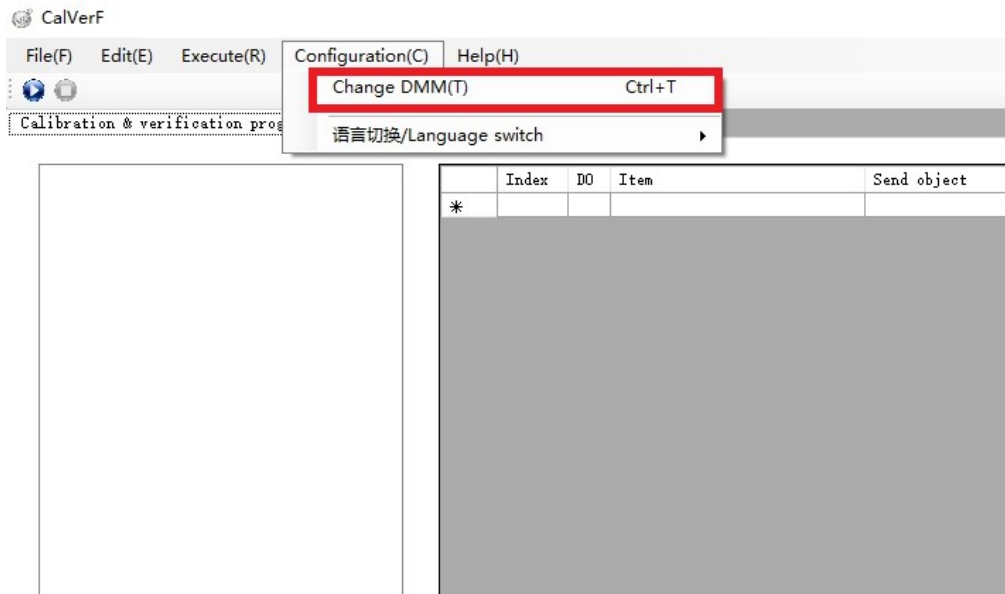 CalVerF
File(F) Edit(E) Execute(R) Configuration(C) Help(H)
Change DMM(T) Ctrl+T
Calibration & verification prog
语言切换/Language switch
Index DO Item Send object
*